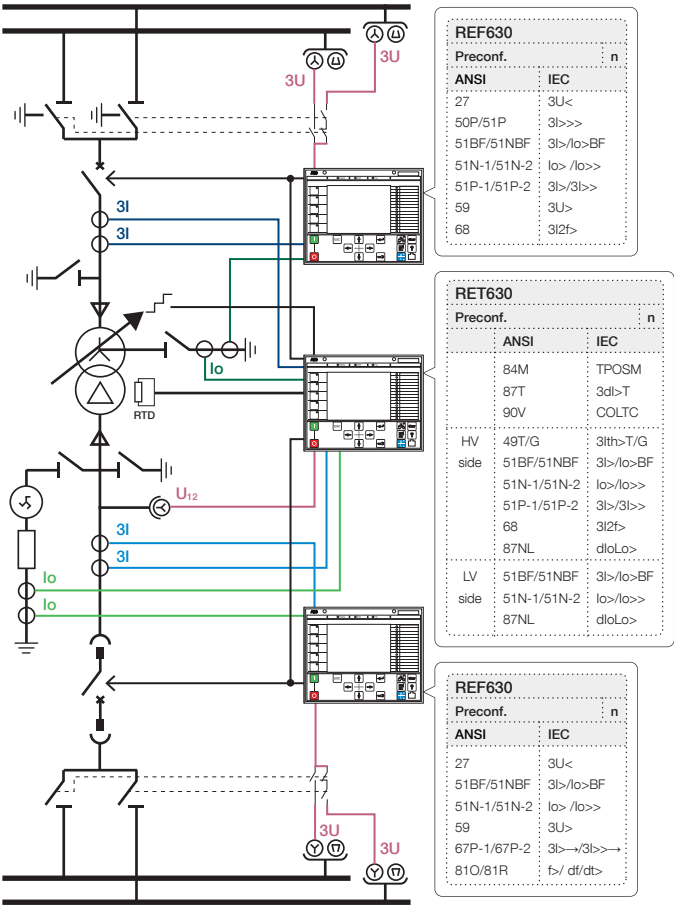 3U
3U
3I
3I
Io
RTD
U12
3I
3I
Io
Io
3U
3U
REF630
Preconf. n
ANSI IEC
27 3U<
50P/51P 3I>>>
51BF/51NBF 3I>/Io>BF
51N-1/51N-2 Io> /Io>>
51P-1/51P-2 3I>/3I>>
59 3U>
68 3I2f>
RET630
Preconf. n
ANSI IEC
84M TPOSM
87T 3dI>T
90V COLTC
HV 49T/G 3Ith>T/G
side 51BF/51NBF 3I>/Io>BF
51N-1/51N-2 Io>/Io>>
51P-1/51P-2 3I>/3I>>
68 3I2f>
87NL dIoLo>
LV 51BF/51NBF 3I>/Io>BF
side 51N-1/51N-2 Io>/Io>>
87NL dIoLo>
REF630
Preconf. n
ANSI IEC
27 3U<
51BF/51NBF 3I>/Io>BF
51N-1/51N-2 Io> /Io>>
59 3U>
67P-1/67P-2 3I>→/3I>>→
81O/81R f>/ df/dt>